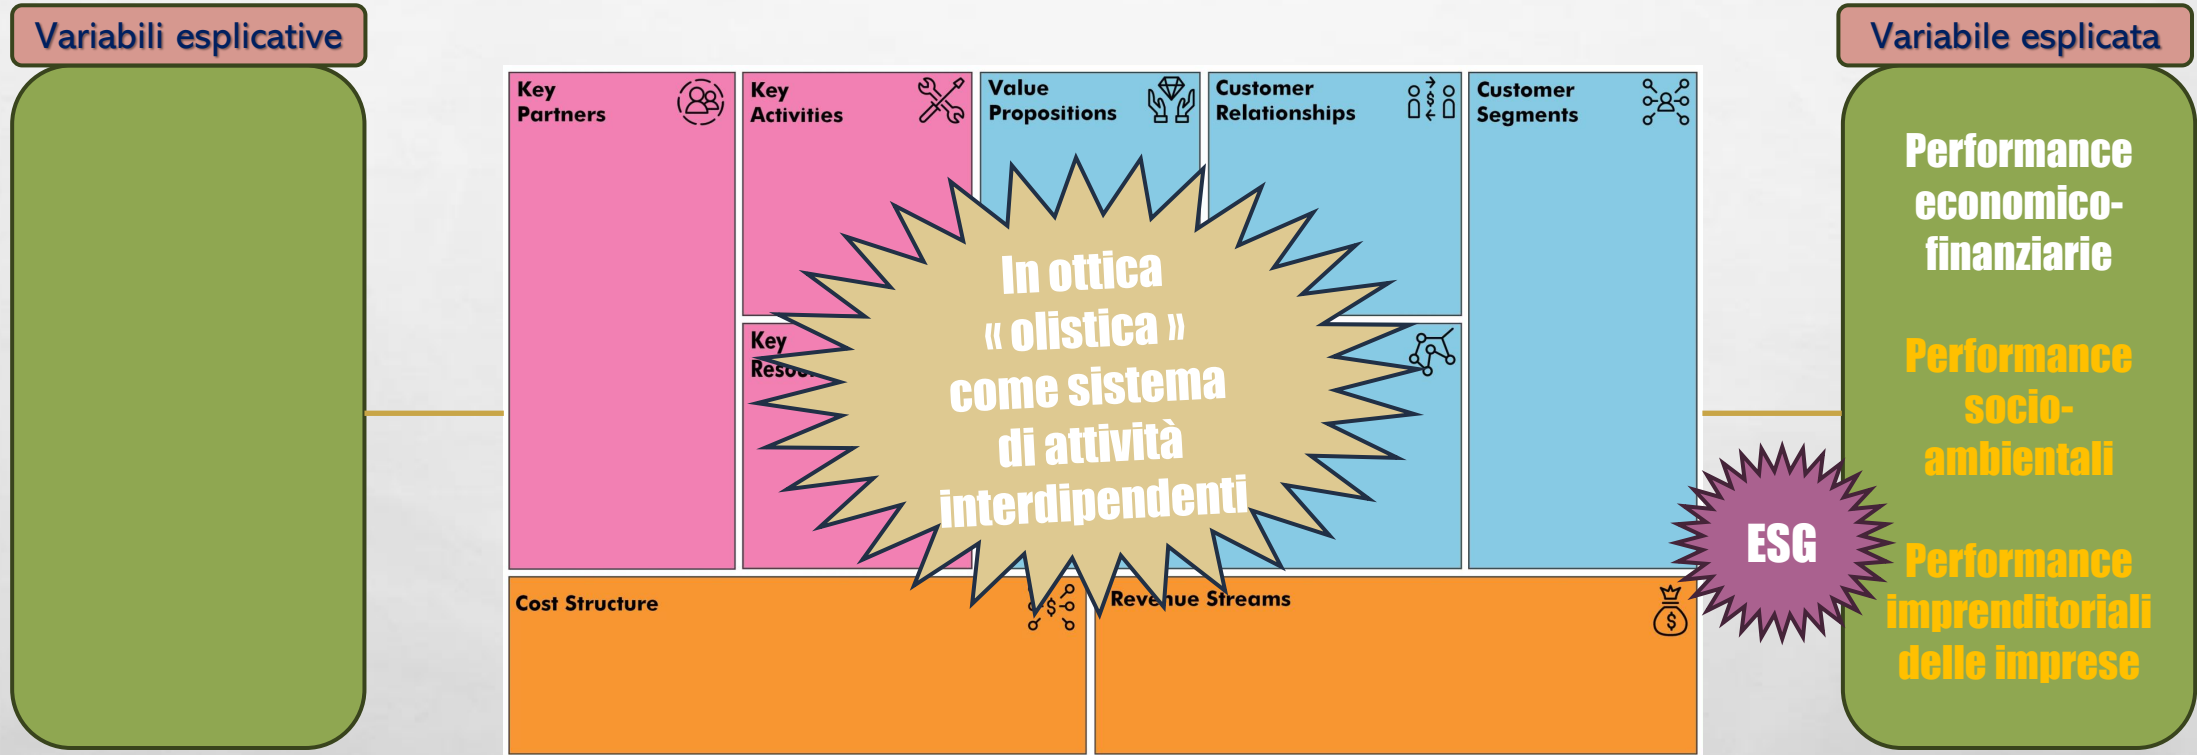 Variabili esplicative
Variabile esplicata
Key
Partners
Key
Activities
Value
Propositions
Customer
Relationships
Customer
Segments
Key
In ottica
« olistica »
come sistema
di attività
interdipendenti
Cost Structure
Revenue Streams
Performance
economico-
finanziarie
Performance
socio-
ambientali
ESG
Performance
imprenditoriali
delle imprese